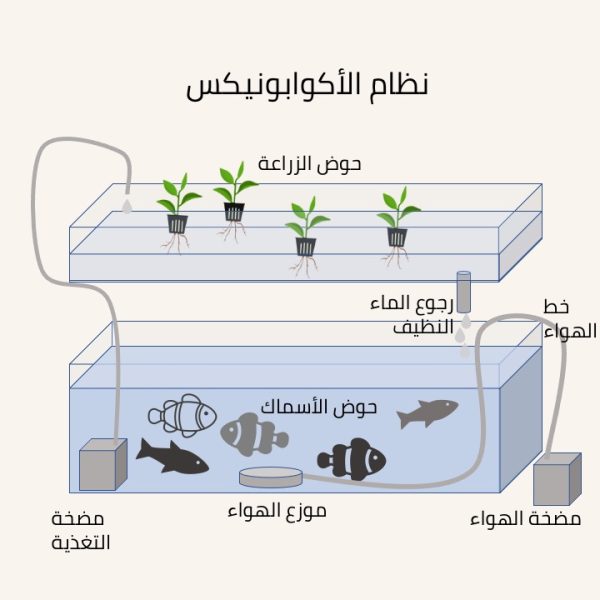 نظام الأكوابونيكس
حوض الزراعة
رجوع الماء
النظيف
خط
الهواء
حوض الأسماك
موزع الهواء
مضخة الهواء
مضخة
التغذية